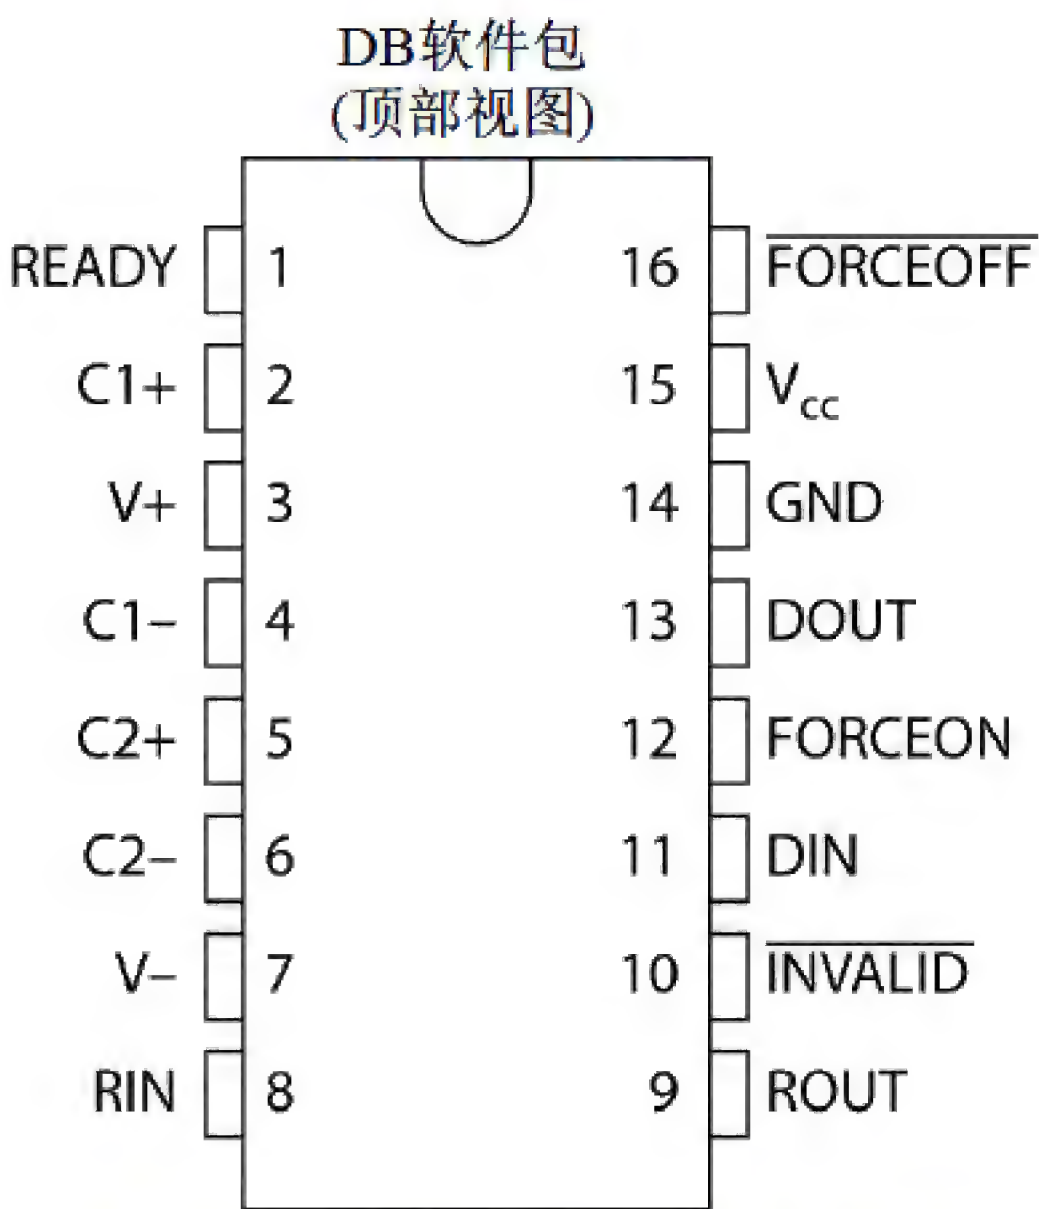 DB软件包
(顶部视图)
READY 1 16 FORCEOFF
C1+ 2 15 Vcc
V+ 3 14 GND
C1− 4 13 DOUT
C2+ 5 12 FORCEON
C2− 6 11 DIN
V− 7 10 INVALID
RIN 8 9 ROUT